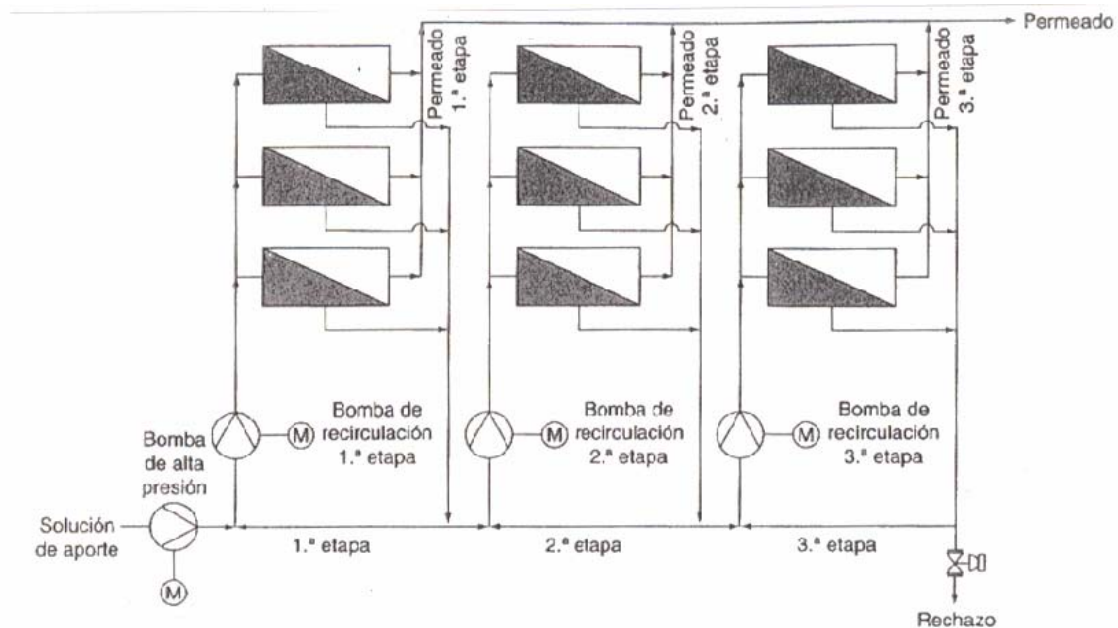 Permeado
Permeado
1.ª etapa
Permeado
2.ª etapa
Permeado
3.ª etapa
Bomba
de alta
presión
Bomba de
recirculación
1.ª etapa
M
Bomba de
recirculación
2.ª etapa
M
Bomba de
recirculación
3.ª etapa
M
Solución
de aporte
M
1.ª etapa
2.ª etapa
3.ª etapa
Rechazo